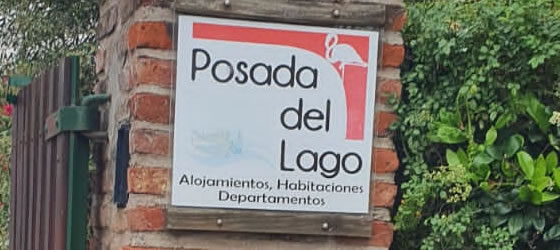 Posada
del
Lago
Alojamientos, Habitaciones
Departamentos